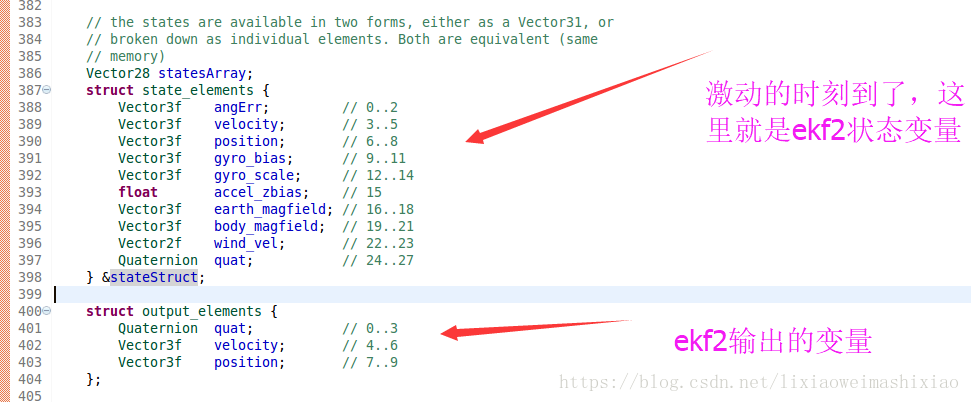 382
383 // the states are available in two forms, either as a Vector31, or
384 // broken down as individual elements. Both are equivalent (same
385 // memory)
386 Vector28 statesArray;
387 struct state_elements {
388 Vector3f angErr; // 0..2
389 Vector3f velocity; // 3..5
390 Vector3f position; // 6..8
391 Vector3f gyro_bias; // 9..11
392 Vector3f gyro_scale; // 12..14
393 float accel_zbias; // 15
394 Vector3f earth_magfield; // 16..18
395 Vector3f body_magfield; // 19..21
396 Vector2f wind_vel; // 22..23
397 Quaternion quat; // 24..27
398 } &stateStruct;
399
400 struct output_elements {
401 Quaternion quat; // 0..3
402 Vector3f velocity; // 4..6
403 Vector3f position; // 7..9
404 };
405
激动的时刻到了，这
里就是ekf2状态变量
ekf2输出的变量
https://blog.csdn.net/lixiaoweimashixiao